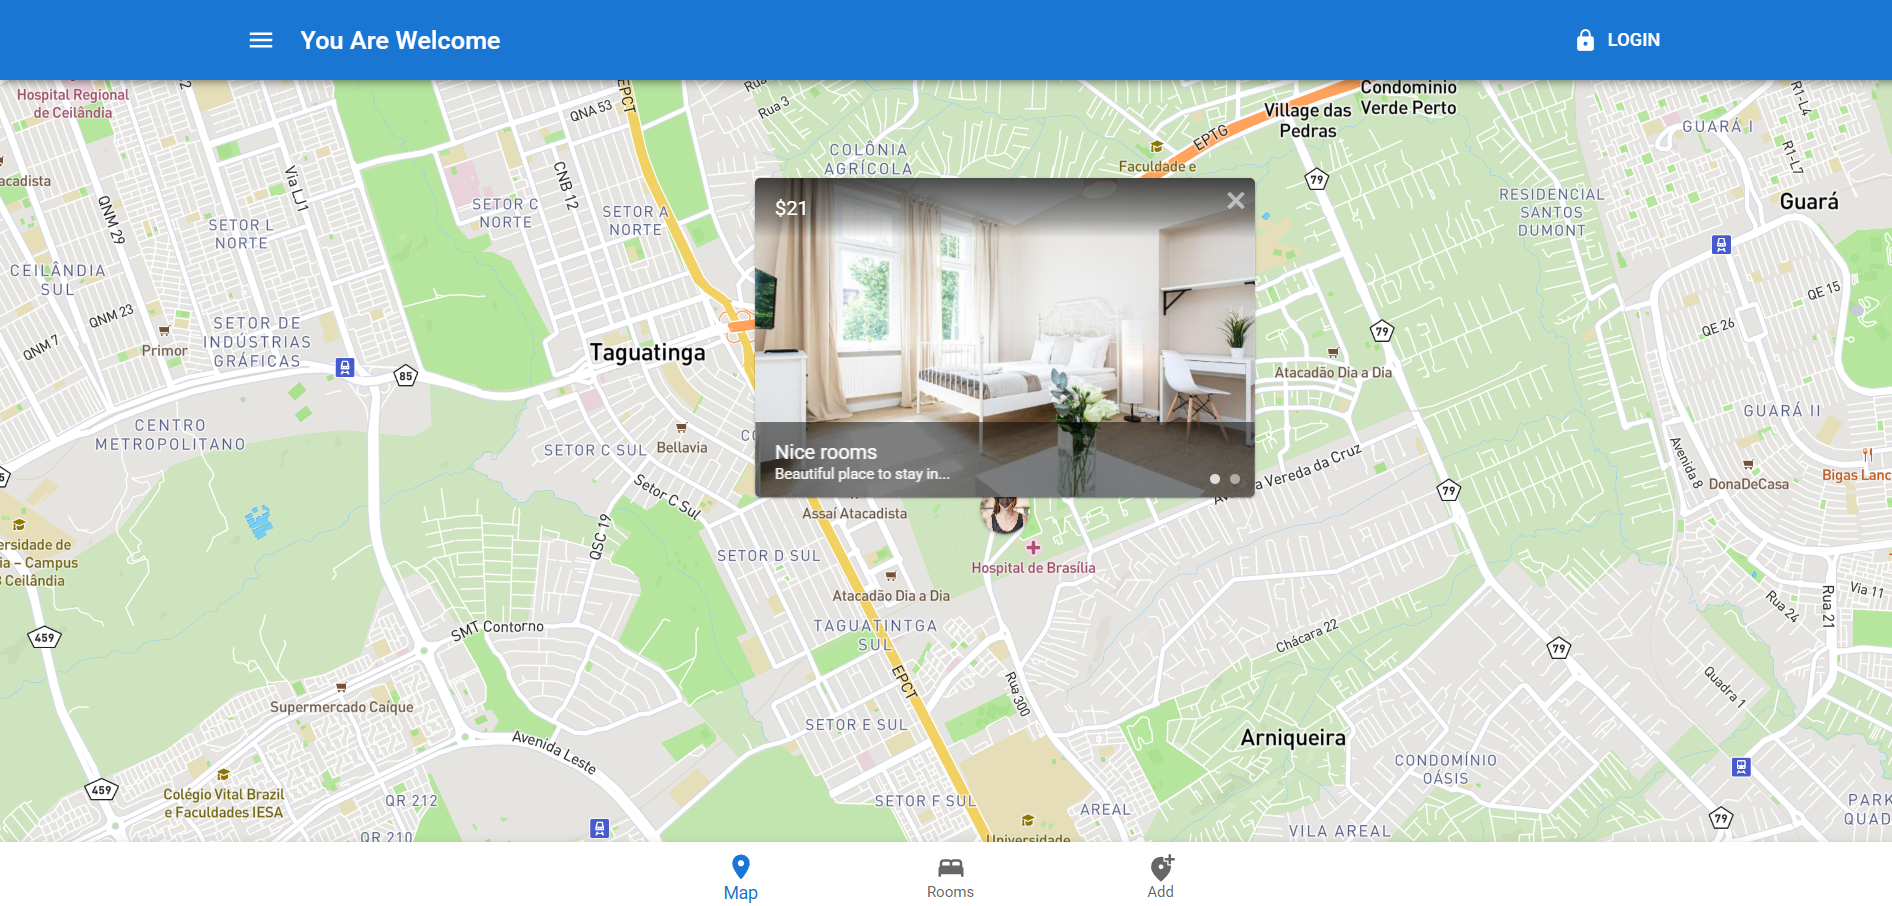 You Are Welcome
LOGIN
Hospital Regional
de Ceilândia
QNA 53
EPCT
Rua 3
Condominio
Verde Perto
Village das
Pedras
EPTG
R1-L4
GUARÁ I
R1-L7
COLÔNIA
AGRÍCOLA
Faculdade e
79
acadista
Via LJ1
CNB 12
QNM 29
SETOR C
NORTE
SETOR A
NORTE
SETOR L
NORTE
RESIDENCIAL
SANTOS
DUMONT
Guará
$21
CEILÂNDIA
SUL
QNM 23
QNM 7
Primor
SETOR DE
INDÚSTRIAS
GRÁFICAS
Taguatinga
85
79
QE 15
QE 26
Atacadão Dia a Dia
GUARÁ II
CENTRO
METROPOLITANO
SETOR C SUL
Bellavia
Nice rooms
Beautiful place to stay in...
Vereda da Cruz
Avenida 8
DonaDeCasa
Bigas Lanc
79
Setor C Sul
QSC 19
Assaí Atacadista
SETOR D SUL
Hospital de Brasília
ersidade de
ia – Campus
Ceilândia
Atacadão Dia a Dia
TAGUATINTGA
SUL
459
SMT Contorno
Chácara 22
79
Via 11
Rua 24
Rua 21
EPCT
Rua 300
Quadra 1
Supermercado Caíque
SETOR E SUL
Avenida Leste
Arniqueira
CONDOMÍNIO
OÁSIS
459
Colégio Vital Brazil
e Faculdades IESA
QR 212
SETOR F SUL
AREAL
79
PARK
QUAD
QR 210
Universidade
VILA AREAL
Map
Rooms
Add